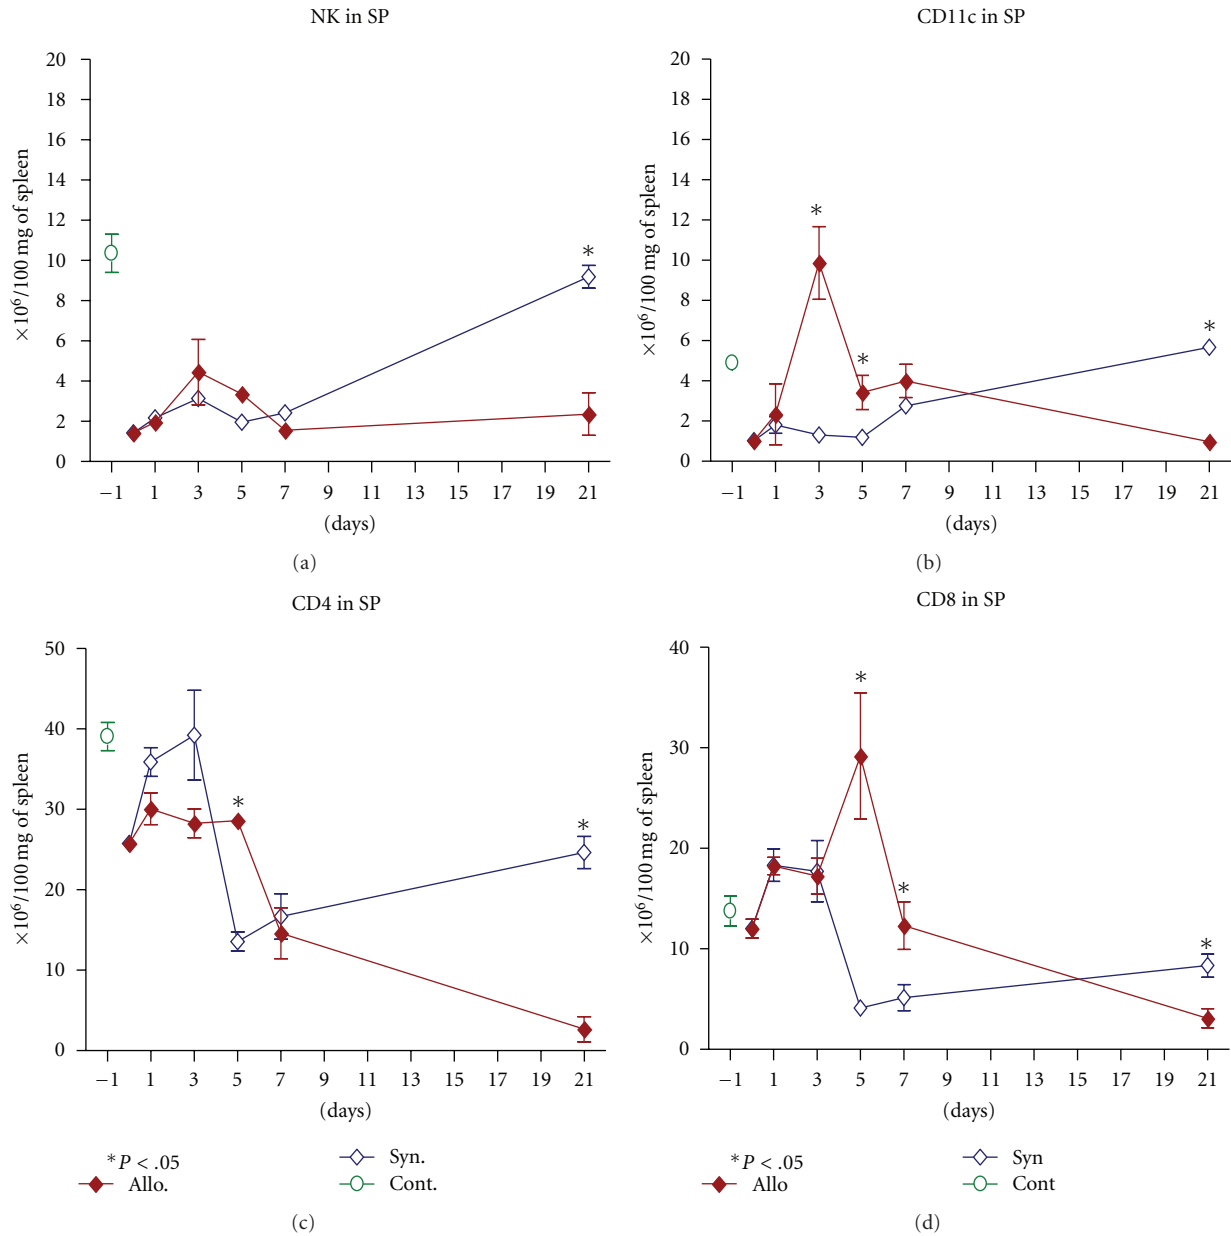 NK in SP
20
18
16
14
12
10
8
6
4
2
0
×10⁶/100 mg of spleen
*
−1 1 3 5 7 9 11 13 15 17 19 21
(days)
(a)
CD11c in SP
20
18
16
14
12
10
8
6
4
2
0
×10⁶/100 mg of spleen
* * *
−1 1 3 5 7 9 11 13 15 17 19 21
(days)
(b)
CD4 in SP
50
40
30
20
10
0
×10⁶/100 mg of spleen
* *
−1 1 3 5 7 9 11 13 15 17 19 21
(days)
*P < .05
Allo.
Syn.
Cont.
(c)
CD8 in SP
40
30
20
10
0
×10⁶/100 mg of spleen
* * *
−1 1 3 5 7 9 11 13 15 17 19 21
(days)
*P < .05
Allo
Syn
Cont
(d)